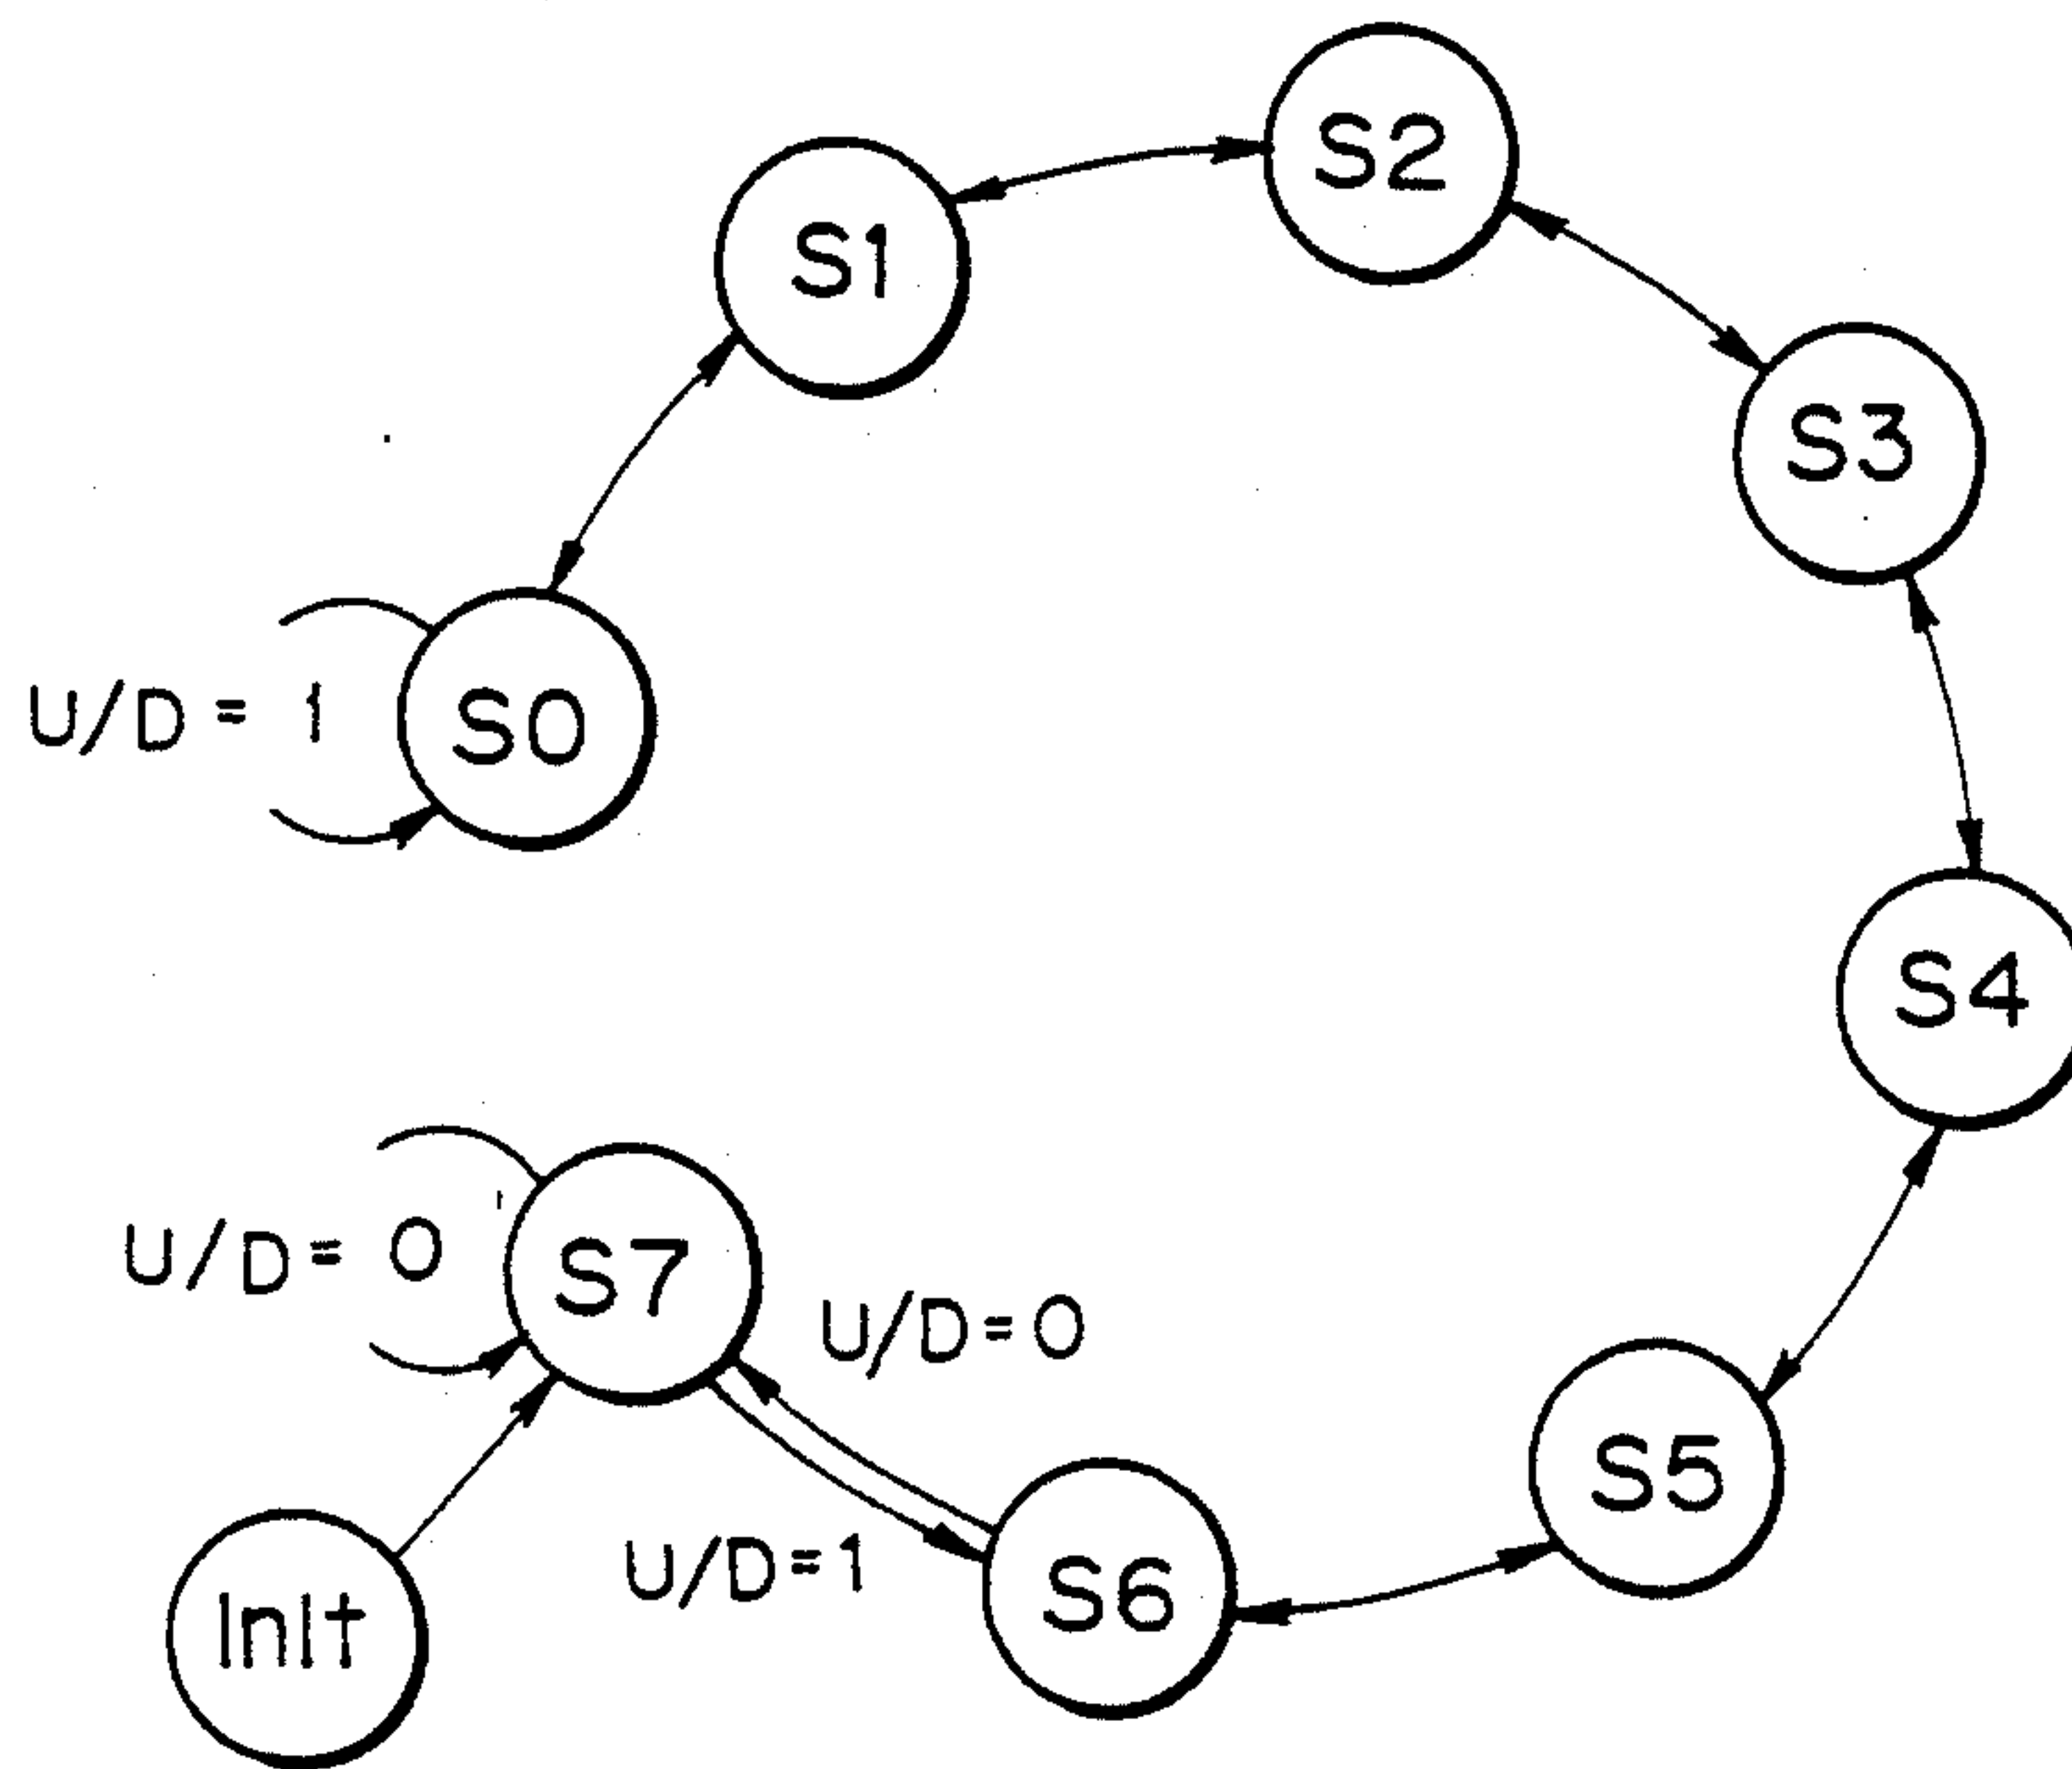 S2
S1
S3
U/D = 1
S0
S4
U/D = 0
S7
U/D=0
S5
U/D=1
S6
InIt